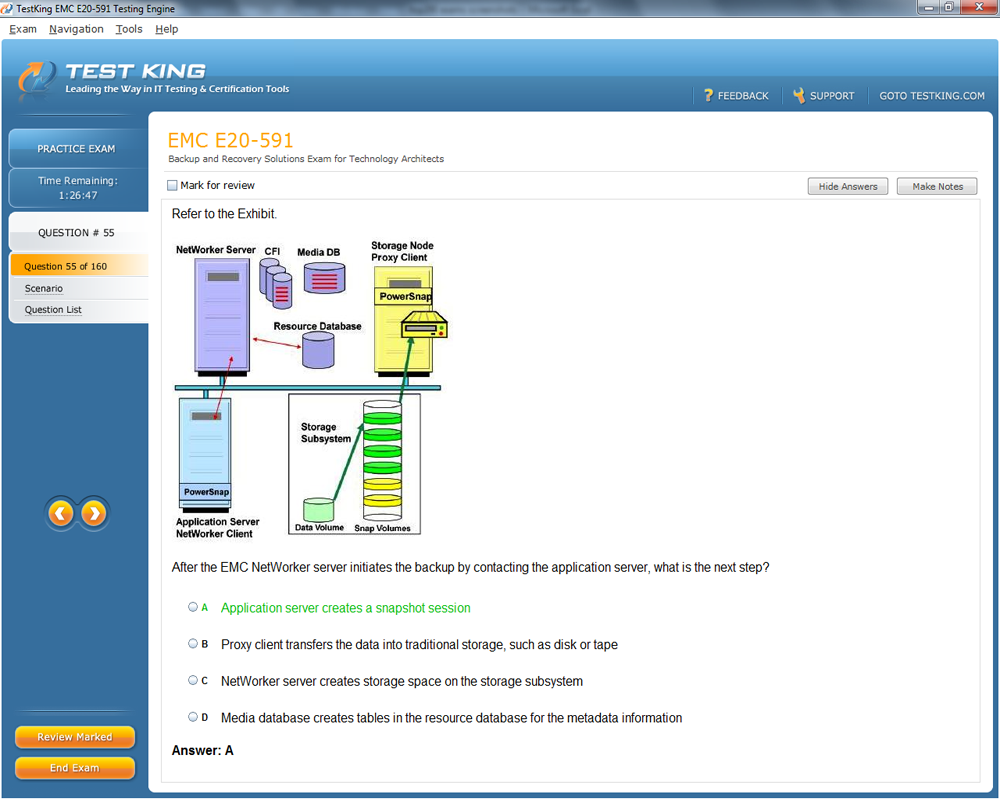 TestKing EMC E20-591 Testing Engine
Exam Navigation Tools Help
TEST KING
Leading the Way in IT Testing & Certification Tools
? FEEDBACK SUPPORT GOTO TESTKING.COM
PRACTICE EXAM
Time Remaining:
1:26:47
QUESTION # 55
Question 55 of 160
Scenario
Question List
EMC E20-591
Backup and Recovery Solutions Exam for Technology Architects
Mark for review
Hide Answers Make Notes
Refer to the Exhibit.
NetWorker Server CFI Media DB
Storage Node
Proxy Client
PowerSnap
Resource Database
Storage
Subsystem
PowerSnap
Data Volume Snap Volumes
Application Server
NetWorker Client
After the EMC NetWorker server initiates the backup by contacting the application server, what is the next step?
A Application server creates a snapshot session
B Proxy client transfers the data into traditional storage, such as disk or tape
C NetWorker server creates storage space on the storage subsystem
D Media database creates tables in the resource database for the metadata information
Answer: A
Review Marked
End Exam